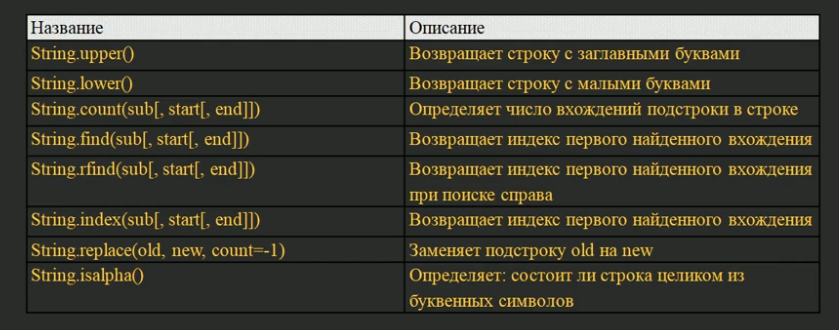 Название Описание
String.upper() Возвращает строку с заглавными буквами
String.lower() Возвращает строку с малыми буквами
String.count(sub[, start[, end]]) Определяет число вхождений подстроки в строке
String.find(sub[, start[, end]]) Возвращает индекс первого найденного вхождения
String.rfind(sub[, start[, end]]) Возвращает индекс первого найденного вхождения
при поиске справа
String.index(sub[, start[, end]]) Возвращает индекс первого найденного вхождения
String.replace(old, new, count=-1) Заменяет подстроку old на new
String.isalpha() Определяет: состоит ли строка целиком из
буквенных символов